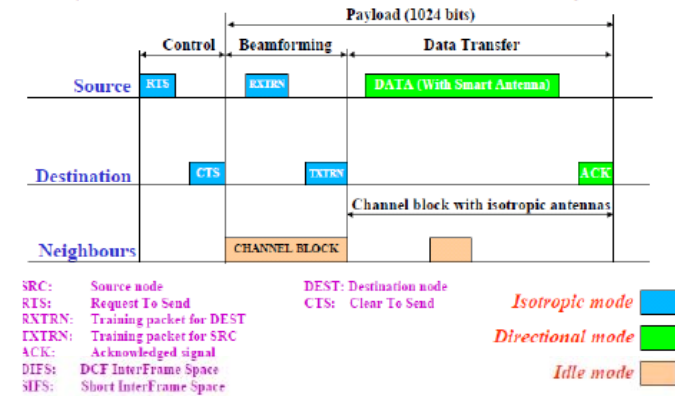 Payload (1024 bits)
Control Beamforming Data Transfer
Source RTS RXTRN DATA (With Smart Antenna)
Destination CTS TXTRN ACK
Channel block with isotropic antennas
Neighbours CHANNEL BLOCK
SRC: Source node DEST: Destination node
RTS: Request To Send CTS: Clear To Send
RXTRN: Training packet for DEST
TXTRN: Training packet for SRC
ACK: Acknowledged signal
DIFS: DCF InterFrame Space
SIFS: Short InterFrame Space
Isotropic mode
Directional mode
Idle mode